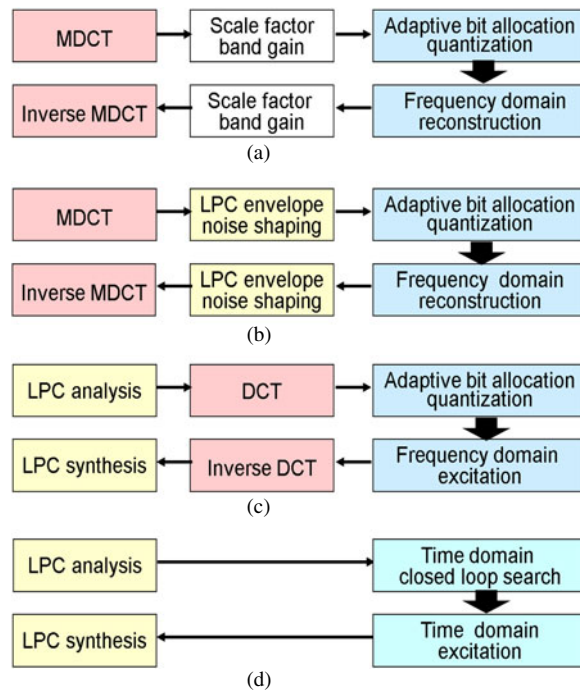 MDCT
Scale factor
band gain
Adaptive bit allocation
quantization
Inverse MDCT
Scale factor
band gain
Frequency domain
reconstruction
(a)
MDCT
LPC envelope
noise shaping
Adaptive bit allocation
quantization
Inverse MDCT
LPC envelope
noise shaping
Frequency domain
reconstruction
(b)
LPC analysis
DCT
Adaptive bit allocation
quantization
LPC synthesis
Inverse DCT
Frequency domain
excitation
(c)
LPC analysis
Time domain
closed loop search
LPC synthesis
Time domain
excitation
(d)